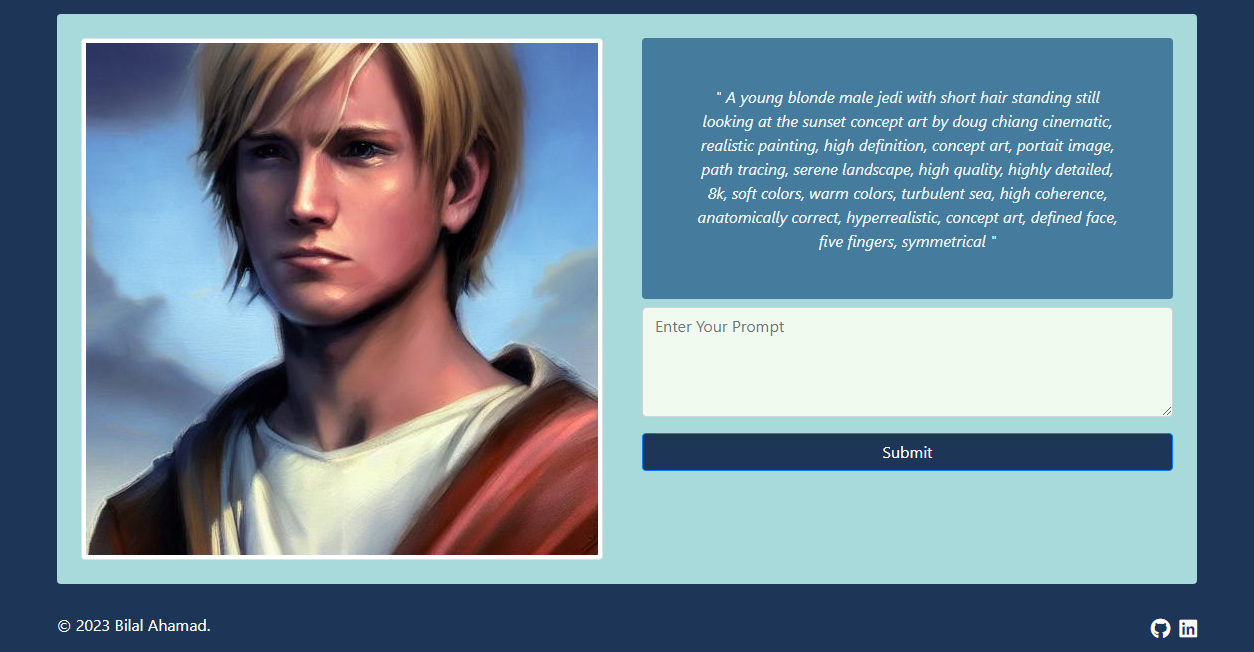 " A young blonde male jedi with short hair standing still
looking at the sunset concept art by doug chiang cinematic,
realistic painting, high definition, concept art, portait image,
path tracing, serene landscape, high quality, highly detailed,
8k, soft colors, warm colors, turbulent sea, high coherence,
anatomically correct, hyperrealistic, concept art, defined face,
five fingers, symmetrical "
Enter Your Prompt
Submit
© 2023 Bilal Ahamad.
in